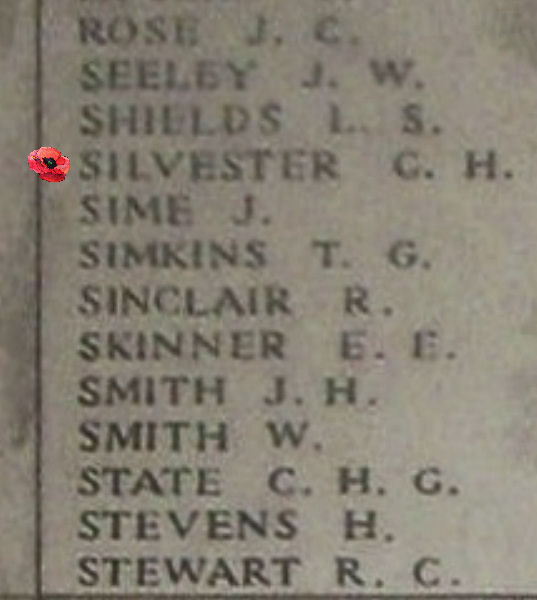 ROSE J. C.
SEELEY J. W.
SHIELDS L. S.
SILVESTER G. H.
SIME J.
SIMKINS T. G.
SINCLAIR R.
SKINNER E. E.
SMITH J. H.
SMITH W.
STATE C. H. G.
STEVENS H.
STEWART R. C.